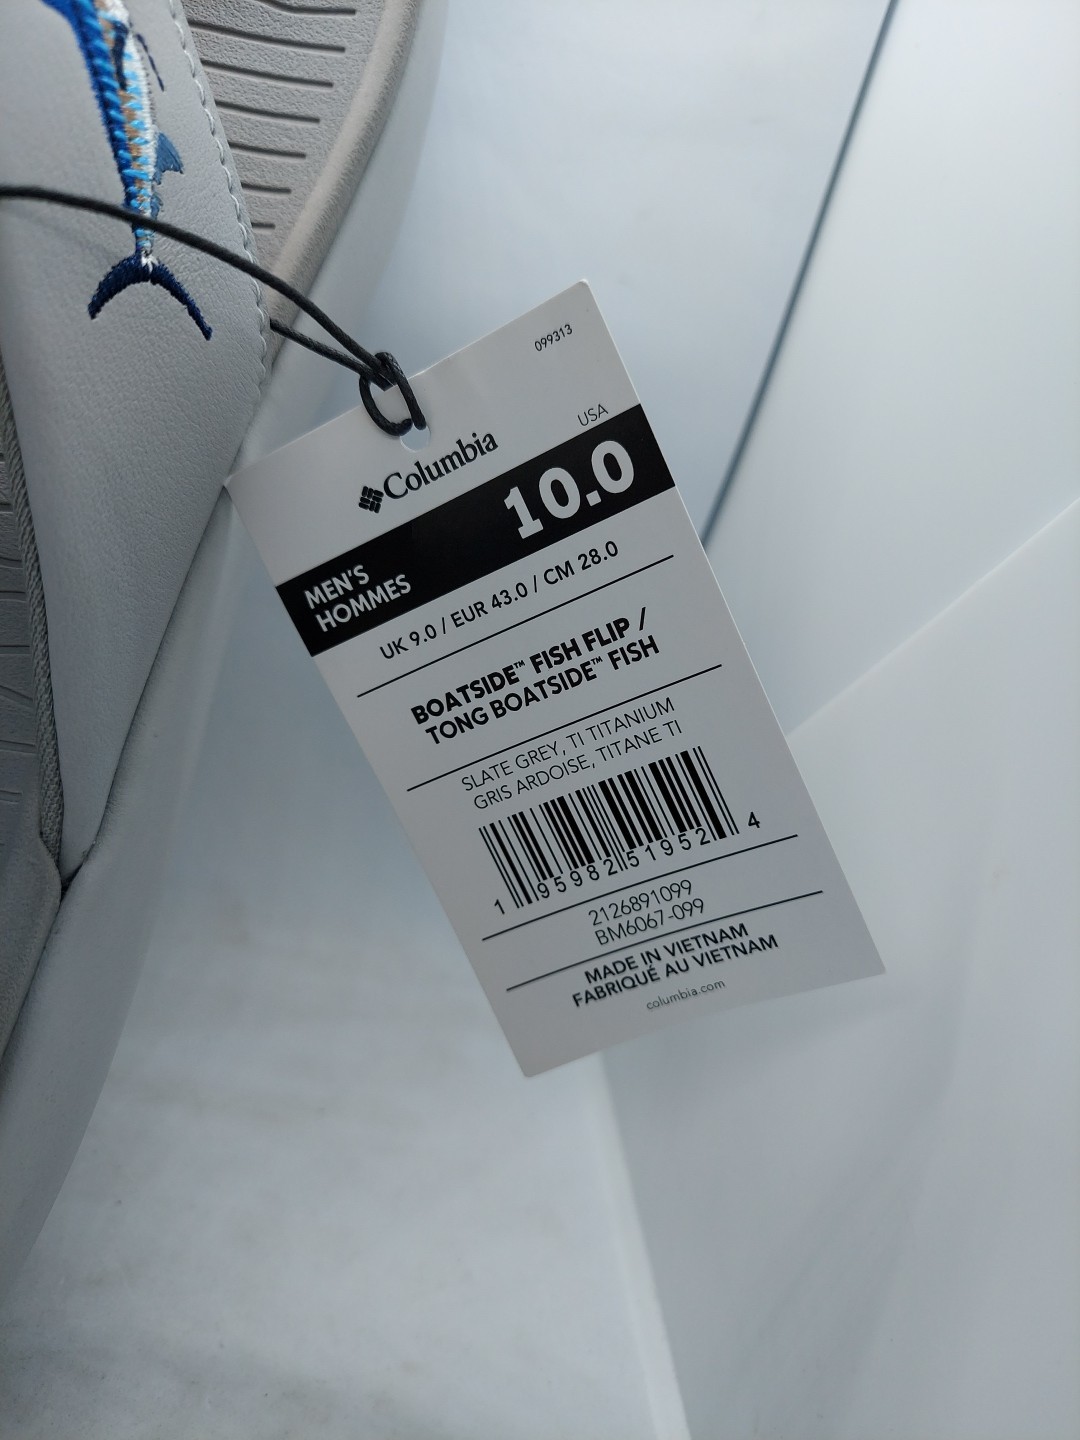 099313
Columbia
USA
MEN'S
HOMMES
10.0
UK 9.0 / EUR 43.0 / CM 28.0
BOATSIDE™ FISH FLIP /
TONG BOATSIDE™ FISH
SLATE GREY, TI TITANIUM
GRIS ARDOISE, TITANE TI
1 95982 51952 4
2126891099
BM6067-099
MADE IN VIETNAM
FABRIQUÉ AU VIETNAM
columbia.com